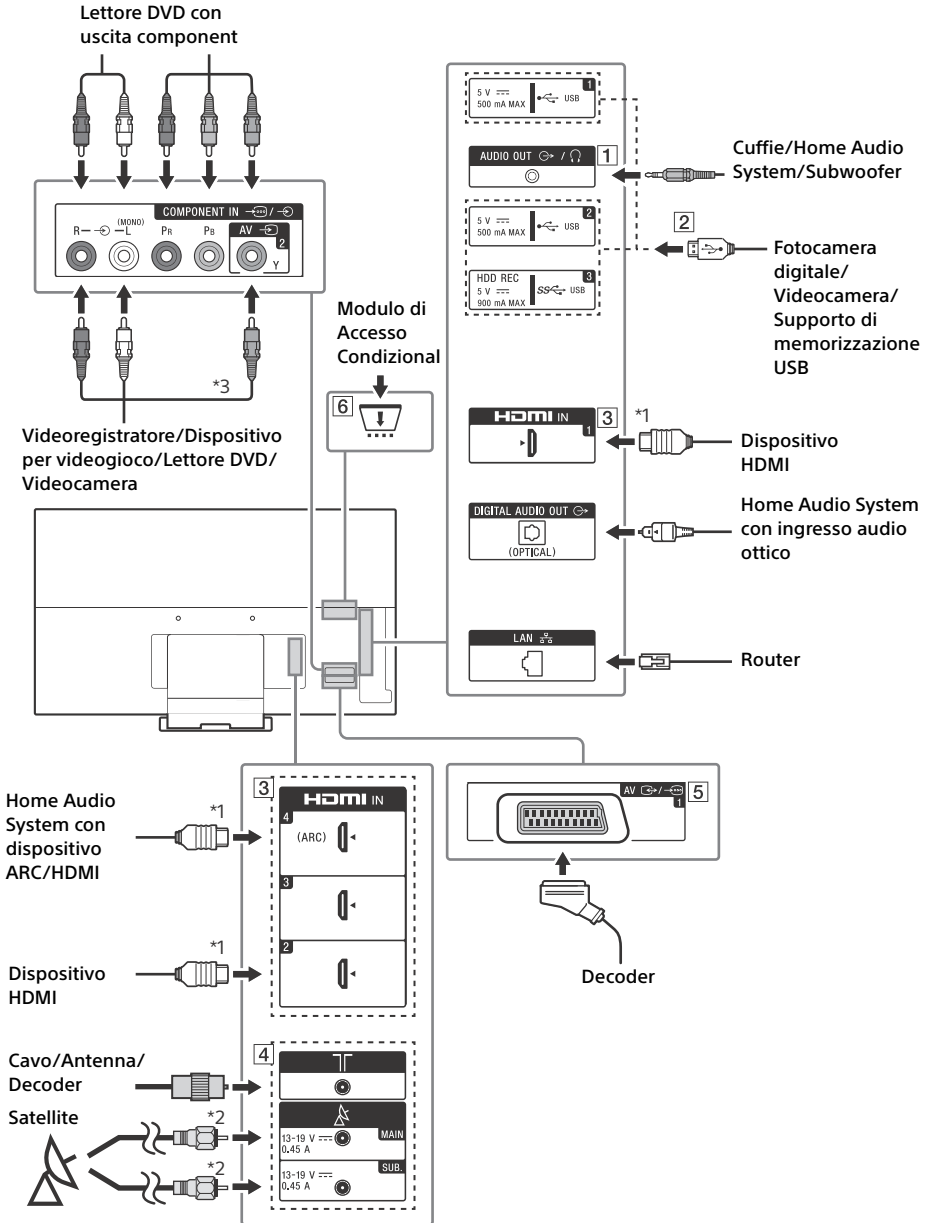 Lettore DVD con
uscita component
5 V
500 mA MAX
USB
1
AUDIO OUT
/
1
Cuffie/Home Audio
System/Subwoofer
5 V
500 mA MAX
USB
2
2
Fotocamera
digitale/
Videocamera/
Supporto di
memorizzazione
USB
HDD REC
5 V
900 mA MAX
SS
USB
3
COMPONENT IN
/
R
(MONO)
L
PR
PB
AV
2
Y
*3
Videoregistratore/Dispositivo
per videogioco/Lettore DVD/
Videocamera
Modulo di
Accesso
Condizional
6
HDMI IN
1
3
*1
Dispositivo
HDMI
DIGITAL AUDIO OUT
(OPTICAL)
Home Audio System
con ingresso audio
ottico
LAN
Router
Home Audio
System con
dispositivo
ARC/HDMI
*1
3
HDMI IN
4
(ARC)
3
2
Dispositivo
HDMI
*1
AV
/
1
5
Decoder
Cavo/Antenna/
Decoder
4
Satellite
*2
13-19 V
0.45 A
MAIN
*2
13-19 V
0.45 A
SUB.